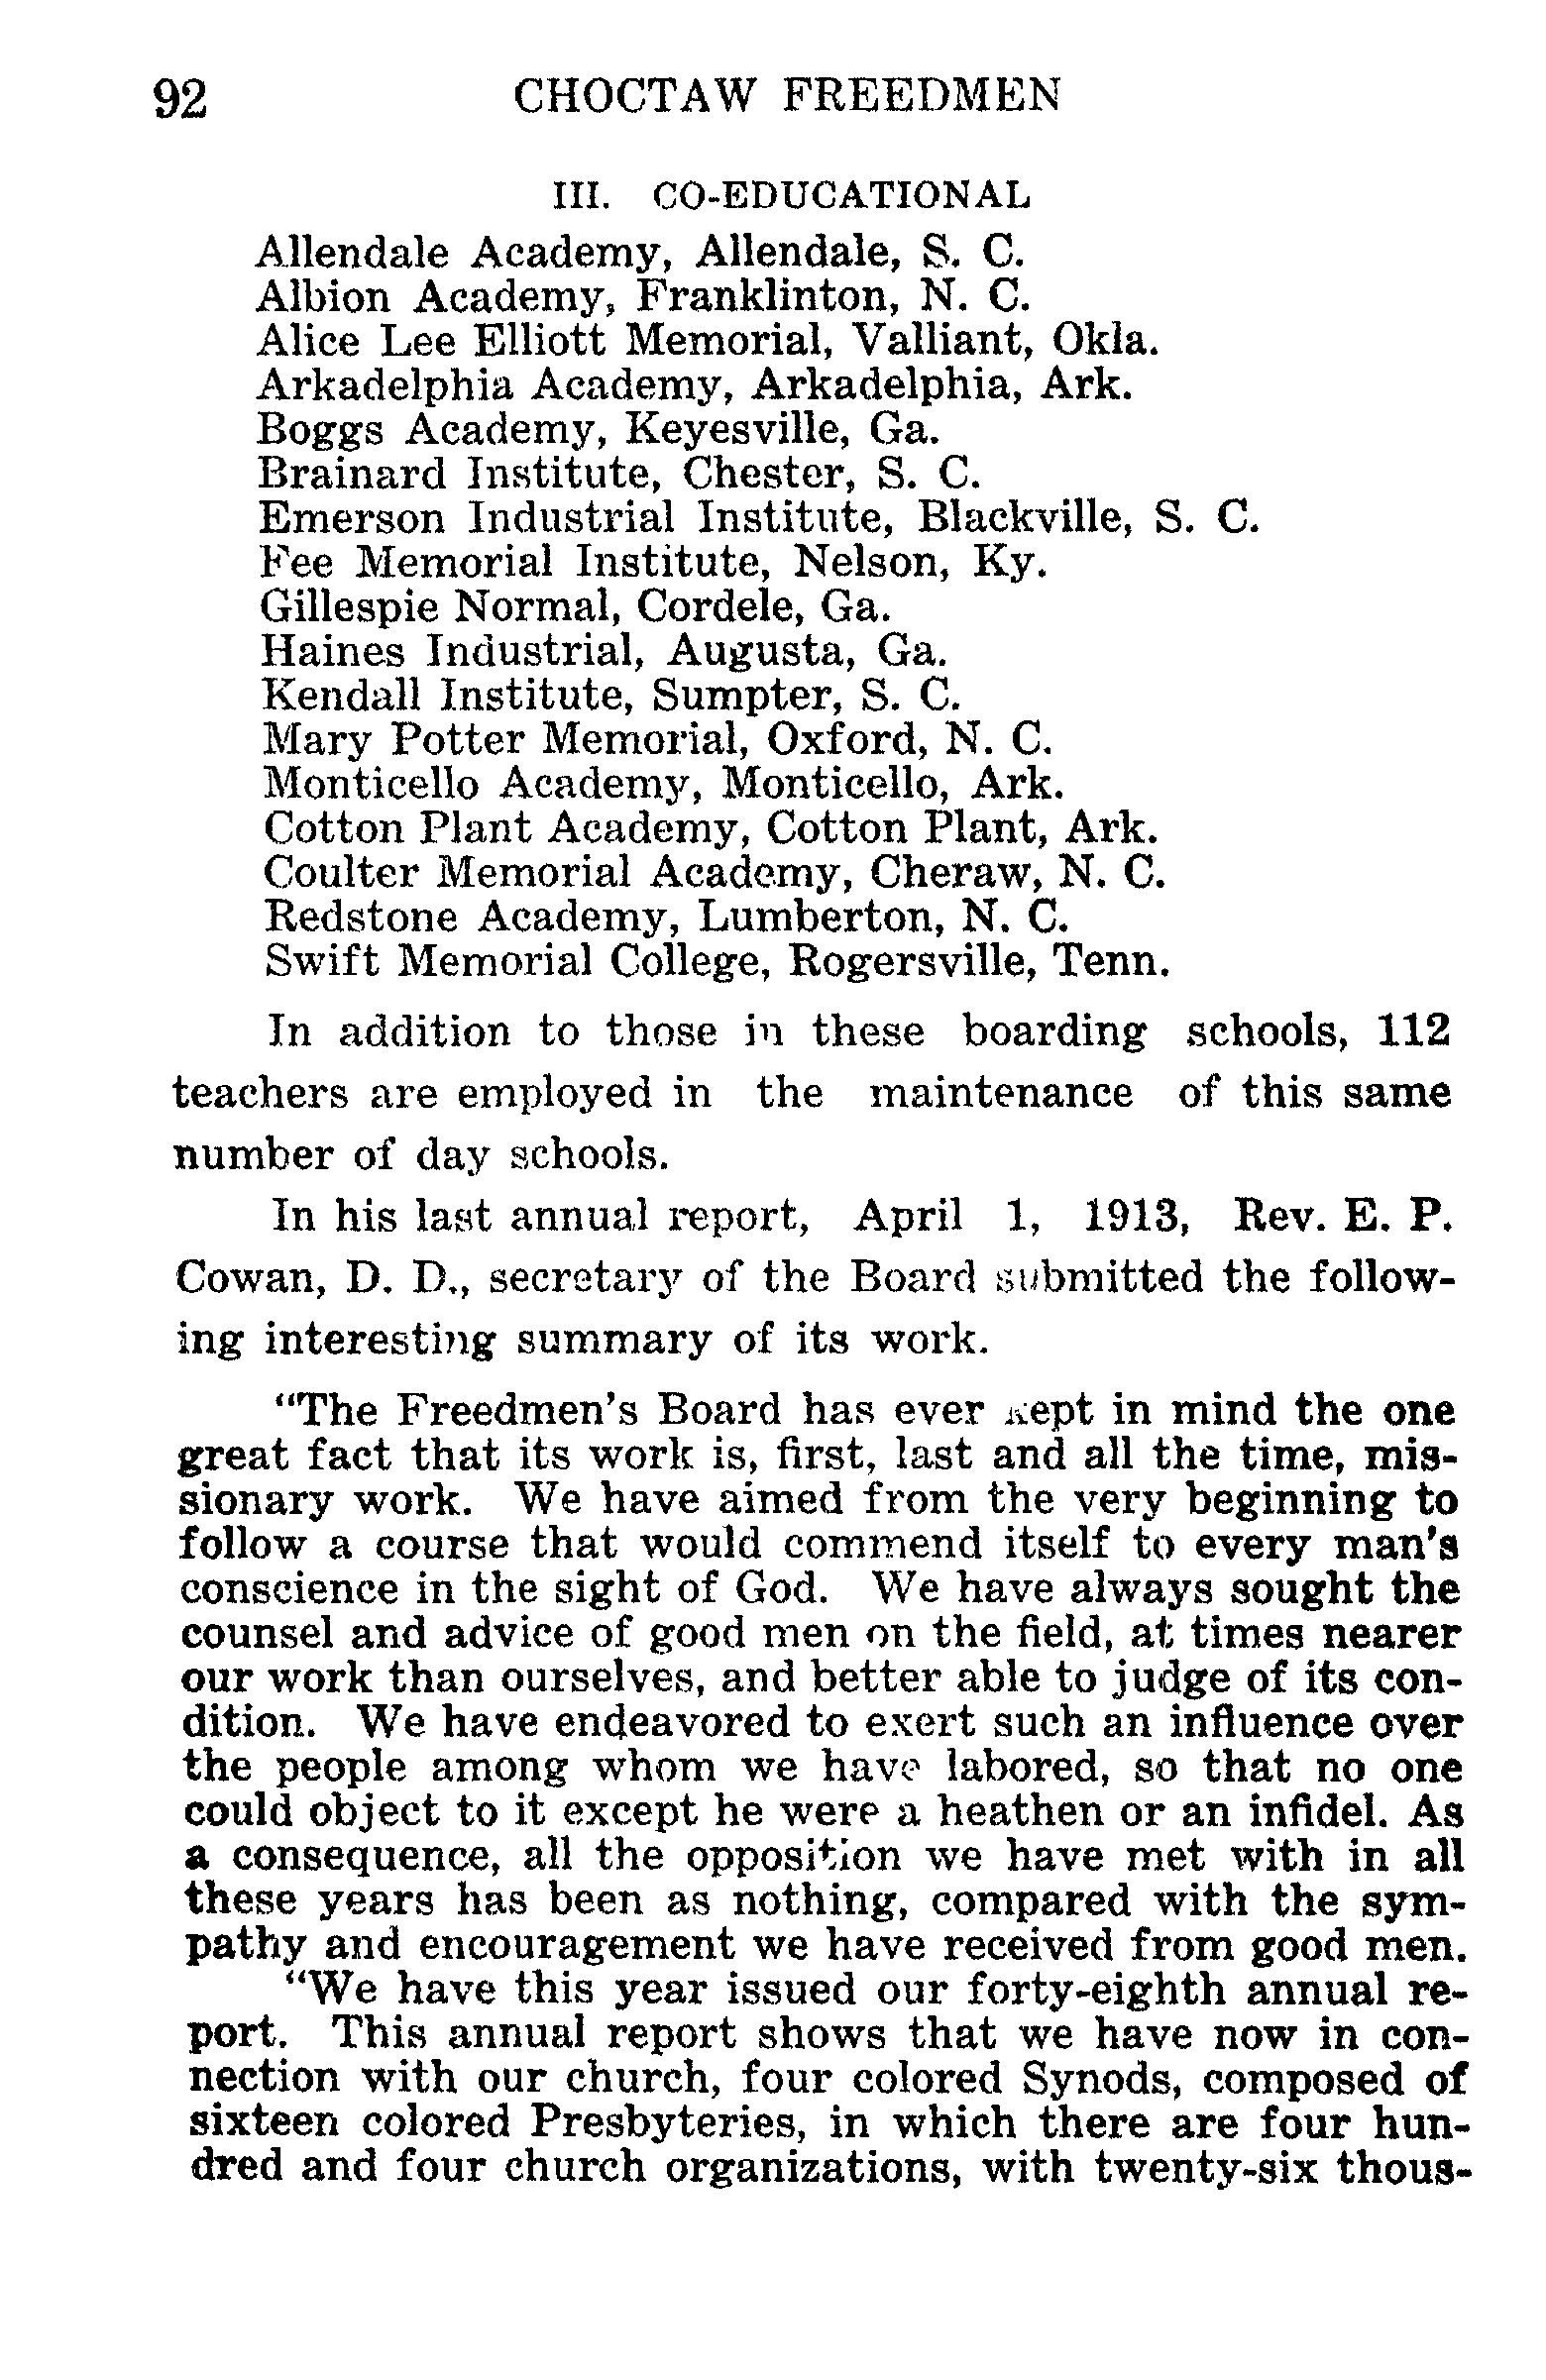 92 CHOCTAW FREEDMEN
III. CO-EDUCATIONAL
Allendale Academy, Allendale, S. C.
Albion Academy, Franklinton, N. C.
Alice Lee Elliott Memorial, Valliant, Okla.
Arkadelphia Academy, Arkadelphia, Ark.
Boggs Academy, Keyesville, Ga.
Brainard Institute, Chester, S. C.
Emerson Industrial Institute, Blackville, S. C.
Fee Memorial Institute, Nelson, Ky.
Gillespie Normal, Cordele, Ga.
Haines Industrial, Augusta, Ga.
Kendall Institute, Sumpter, S. C.
Mary Potter Memorial, Oxford, N. C.
Monticello Academy, Monticello, Ark.
Cotton Plant Academy, Cotton Plant, Ark.
Coulter Memorial Academy, Cheraw, N. C.
Redstone Academy, Lumberton, N. C.
Swift Memorial College, Rogersville, Tenn.
In addition to those in these boarding schools, 112
teachers are employed in the maintenance of this same
number of day schools.
In his last annual report, April 1, 1913, Rev. E. P.
Cowan, D. D., secretary of the Board submitted the follow-
ing interesting summary of its work.
"The Freedmen's Board has ever kept in mind the one
great fact that its work is, first, last and all the time, mis-
sionary work. We have aimed from the very beginning to
follow a course that would commend itself to every man's
conscience in the sight of God. We have always sought the
counsel and advice of good men on the field, at times nearer
our work than ourselves, and better able to judge of its con-
dition. We have endeavored to exert such an influence over
the people among whom we have labored, so that no one
could object to it except he were a heathen or an infidel. As
a consequence, all the opposition we have met with in all
these years has been as nothing, compared with the sym-
pathy and encouragement we have received from good men.
"We have this year issued our forty-eighth annual re-
port. This annual report shows that we have now in con-
nection with our church, four colored Synods, composed of
sixteen colored Presbyteries, in which there are four hun-
dred and four church organizations, with twenty-six thous-